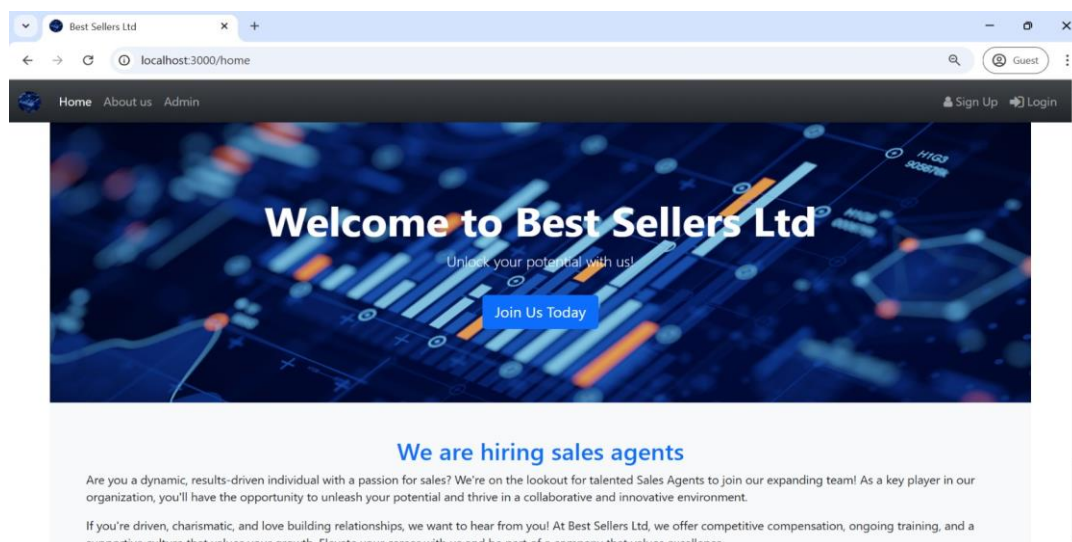 Best Sellers Ltd
localhost:3000/home
Guest
Home About us Admin
Sign Up Login
H1G3
Welcome to Best Sellers Ltd
Unlock your potential with us!
Join Us Today
We are hiring sales agents
Are you a dynamic, results-driven individual with a passion for sales? We're on the lookout for talented Sales Agents to join our expanding team! As a key player in our
organization, you'll have the opportunity to unleash your potential and thrive in a collaborative and innovative environment.
If you're driven, charismatic, and love building relationships, we want to hear from you! At Best Sellers Ltd, we offer competitive compensation, ongoing training, and a